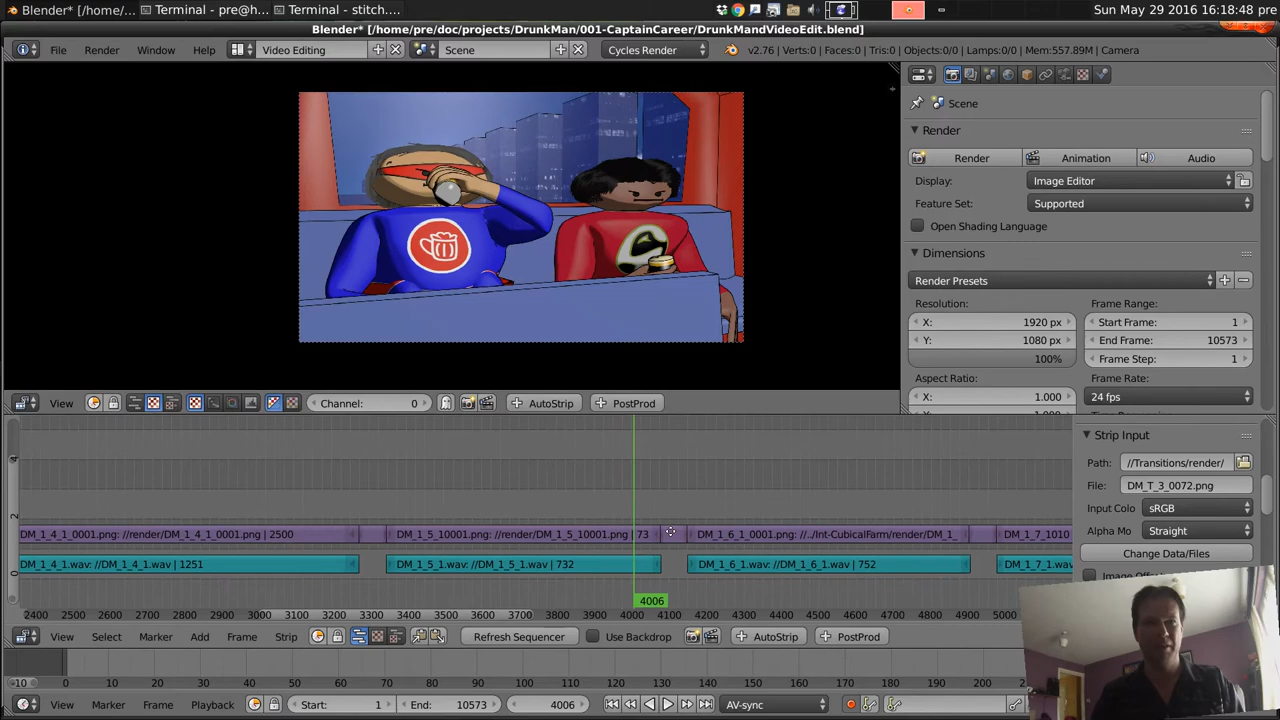 Blender* [/home/...
Terminal - pre@h...
Terminal - stitch....
Sun May 29 2016 16:18:48 pre
Blender* [/home/pre/doc/projects/DrunkMan/001-CaptainCareer/DrunkMandVideoEdit.blend]
File Render Window Help Video Editing Scene Cycles Render v2.76 | Verts:0 | Faces:0 | Tris:0 | Objects:0/0 | Lamps:0/0 | Mem:557.89M | Camera
Scene
Render
Render Animation Audio
Display: Image Editor
Feature Set: Supported
Open Shading Language
Dimensions
Render Presets
Resolution: Frame Range:
X: 1920 px Start Frame: 1
Y: 1080 px End Frame: 10573
100% Frame Step: 1
Aspect Ratio: Frame Rate:
X: 1.000 24 fps
View Channel: 0 AutoStrip PostProd
Strip Input
Path: //Transitions/render/
File: DM_T_3_0072.png
Input Colo sRGB
Alpha Mo Straight
Change Data/Files
4
2
0
DM_1_4_1_0001.png: //render/DM_1_4_1_0001.png | 2500
DM_1_5_10001.png: //render/DM_1_5_10001.png | 73
DM_1_6_1_0001.png: //../Int-CubicalFarm/render/DM_1_
DM_1_7_1010
DM_1_4_1.wav: //DM_1_4_1.wav | 1251
DM_1_5_1.wav: //DM_1_5_1.wav | 732
DM_1_6_1.wav: //DM_1_6_1.wav | 752
DM_1_7_1.wav
4006
2400 2500 2600 2700 2800 2900 3000 3100 3200 3300 3400 3500 3600 3700 3800 3900 4000 4100 4200 4300 4400 4500 4600 4700 4800 4900 5000
View Select Marker Add Frame Strip Refresh Sequencer Use Backdrop AutoStrip PostProd
-10 0 10 20 30 40 50 60 70 80 90 100 110 120 130 140 150 160 170 180 190 200 210
View Marker Frame Playback Start: 1 End: 10573 4006 AV-sync